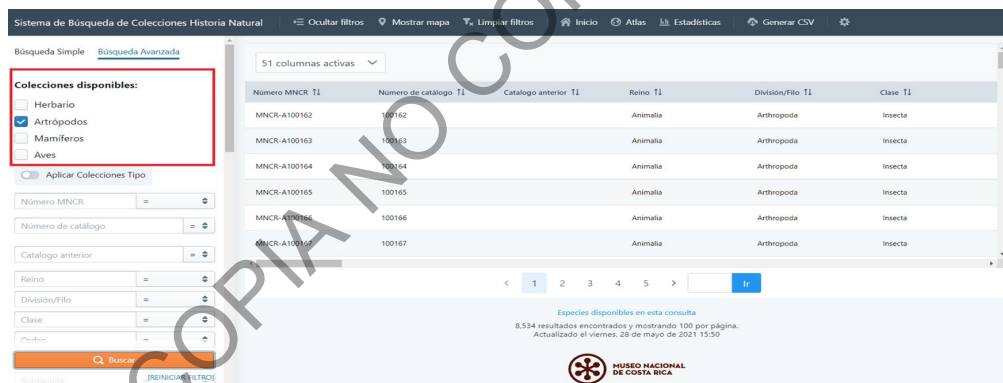 Sistema de Búsqueda de Colecciones Historia Natural Ocultar filtros Mostrar mapa Limpiar filtros Inicio Atlas Estadísticas Generar CSV
Búsqueda Simple Búsqueda Avanzada
Colecciones disponibles:
Herbario
Artrópodos
Mamíferos
Aves
Aplicar Colecciones Tipo
Número MNCR =
Número de catálogo =
Catalogo anterior =
Reino =
División/Filo =
Clase =
Orden =
Buscar
[REINICIAR FILTRO]
51 columnas activas
Número MNCR Número de catálogo Catalogo anterior Reino División/Filo Clase
MNCR-A100162 100162 Animalia Arthropoda Insecta
MNCR-A100163 100163 Animalia Arthropoda Insecta
MNCR-A100164 100164 Animalia Arthropoda Insecta
MNCR-A100165 100165 Animalia Arthropoda Insecta
MNCR-A100166 100166 Animalia Arthropoda Insecta
MNCR-A100167 100167 Animalia Arthropoda Insecta
< 1 2 3 4 5 > Ir
Especies disponibles en esta consulta
8,534 resultados encontrados y mostrando 100 por página.
Actualizado el viernes, 28 de mayo de 2021 15:50
MUSEO NACIONAL
DE COSTA RICA
COPIA NO CO